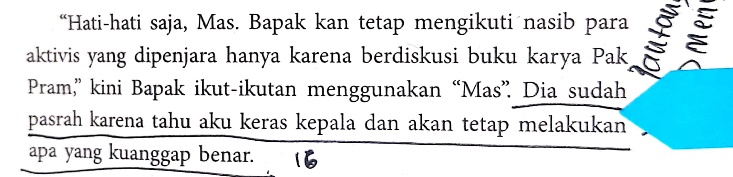 “Hati-hati saja, Mas. Bapak kan tetap mengikuti nasib para
aktivis yang dipenjara hanya karena berdiskusi buku karya Pak
Pram,” kini Bapak ikut-ikutan menggunakan “Mas”. Dia sudah
pasrah karena tahu aku keras kepala dan akan tetap melakukan
apa yang kuanggap benar.
16